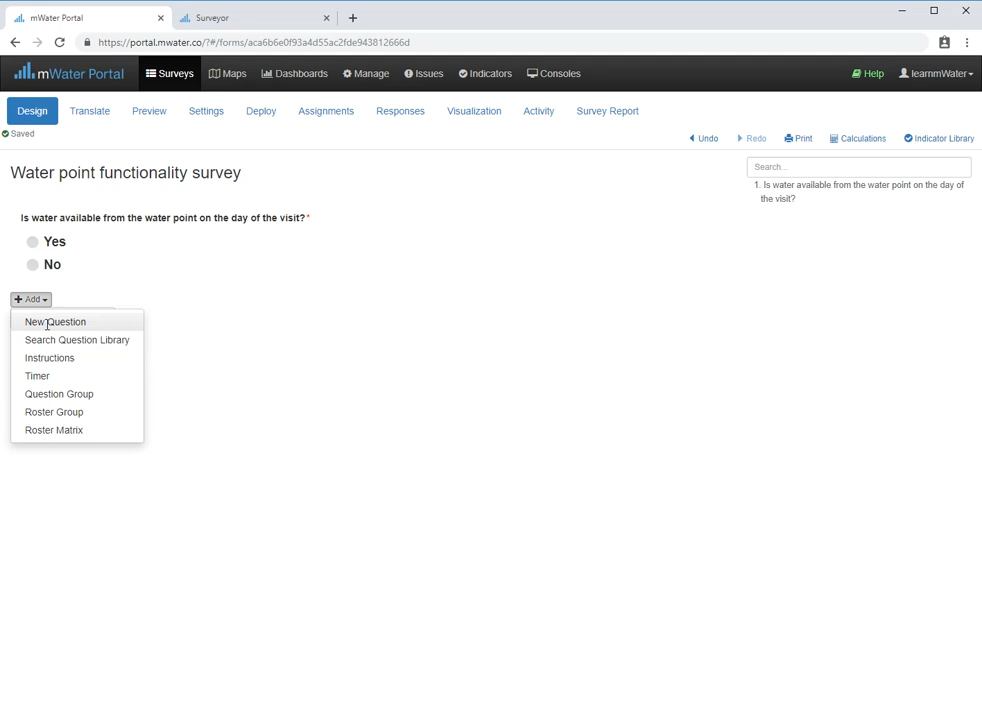 mWater Portal
Surveyor
https://portal.mwater.co/?#/forms/aca6b6e0f93a4d55ac2fde943812666d
mWater Portal
Surveys
Maps
Dashboards
Manage
Issues
Indicators
Consoles
Help
learnmWater
Design
Translate
Preview
Settings
Deploy
Assignments
Responses
Visualization
Activity
Survey Report
Saved
Undo
Redo
Print
Calculations
Indicator Library
Water point functionality survey
Search...
1. Is water available from the water point on the day of
the visit?
Is water available from the water point on the day of the visit?*
Yes
No
+ Add
New Question
Search Question Library
Instructions
Timer
Question Group
Roster Group
Roster Matrix